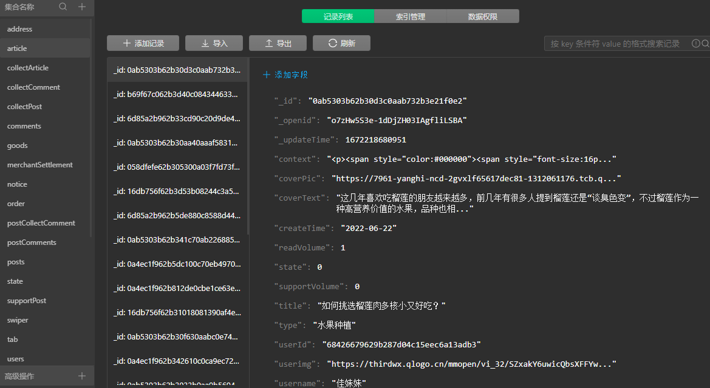 集合名称
address
article
collectArticle
collectComment
collectPost
comments
goods
merchantSettlement
notice
order
postCollectComment
postComments
posts
state
supportPost
swiper
tab
users
高级操作
记录列表 索引管理 数据权限
添加记录 导入 导出 刷新 按 key 条件符 value 的格式搜索记录
_id: 0ab5303b62b30d3c0aab732b3...
_id: b69f67c062b3d40c084344633...
_id: 6d85a2b962b33cd90c20d9de4...
_id: 0ab5303b62b30aa40aaaf5831...
_id: 058dfefe62b305300a03f7fd73f...
_id: 16db756f62b3d53b08244c3a5...
_id: 6d85a2b962b5de880c8588d44...
_id: 0ab5303b62b341c70ab226885...
_id: 0a4ec1f962b5dc100c70eb4970...
_id: 0a4ec1f962b812de0cbe1ce63e...
_id: 16db756f62b31018081390af4e...
_id: 0ab5303b62b30f630aabc0e74...
_id: 0a4ec1f962b342610c0ca9ec72...
添加字段
"_id": "0ab5303b62b30d3c0aab732b3e21f0e2"
"_openid": "o7zHwSS3e-1dDjZH03IAgfliLSBA"
"_updateTime": 1672218680951
"context": "<p><span style="color:#000000"><span style="font-size:16p..."
"coverPic": "https://7961-yanghi-ncd-2gvxlf65617dec81-1312061176.tcb.q..."
"coverText": "这几年喜欢吃榴莲的朋友越来越多，前几年有很多人提到榴莲还是“谈臭色变”，不过榴莲作为一
种高营养价值的水果，品种也相..."
"createTime": "2022-06-22"
"readVolume": 1
"state": 0
"supportVolume": 0
"title": "如何挑选榴莲肉多核小又好吃？"
"type": "水果种植"
"userId": "68426679629b287d04c15eec6a13adb3"
"userimg": "https://thirdwx.qlogo.cn/mmopen/vi_32/SZxakY6uwicQbsXFFYw...
"username": "佳妹妹"